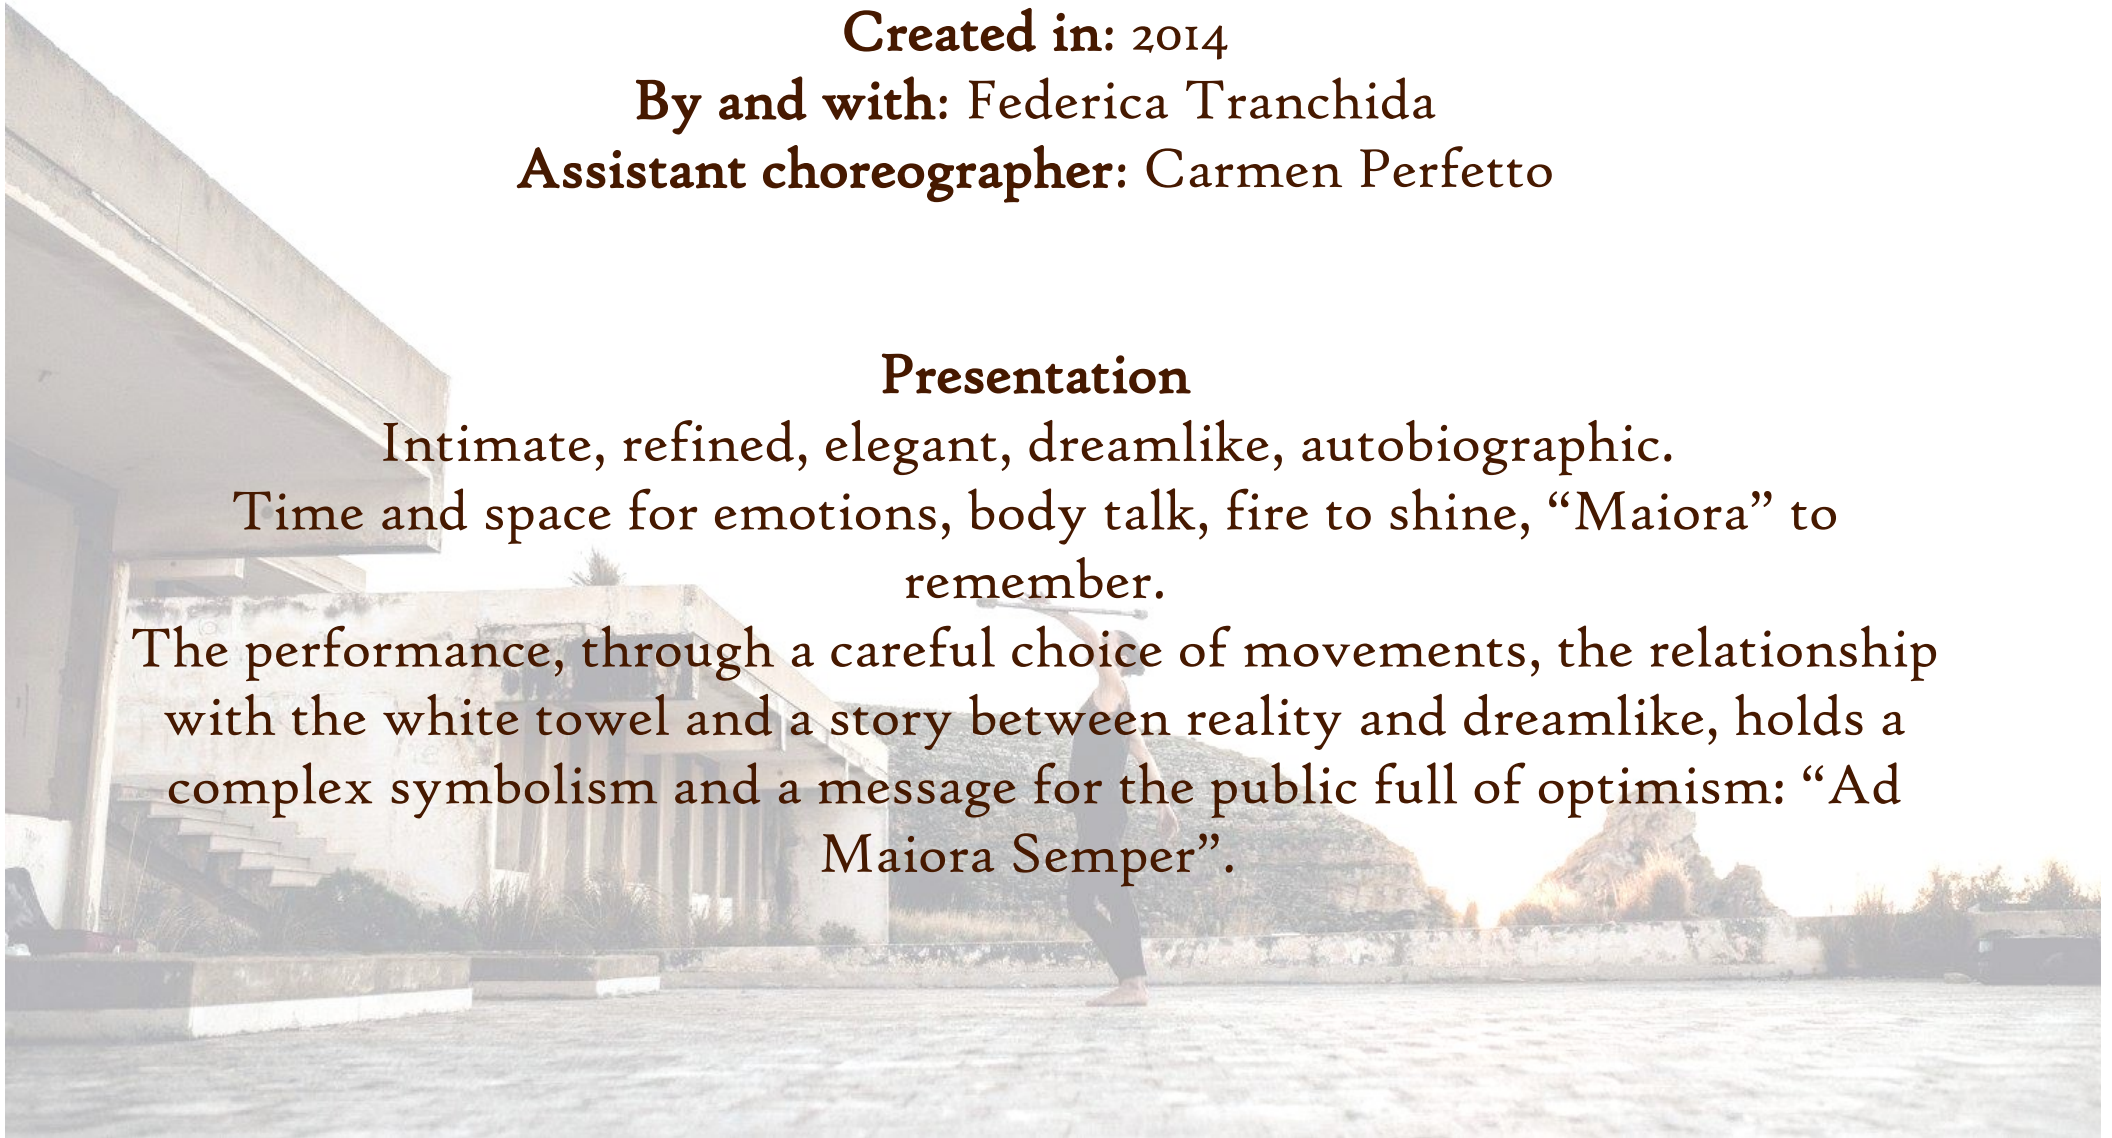 Created in: 2014
By and with: Federica Tranchida
Assistant choreographer: Carmen Perfetto
Presentation
Intimate, refined, elegant, dreamlike, autobiographic.
Time and space for emotions, body talk, fire to shine, “Maiora” to
remember.
The performance, through a careful choice of movements, the relationship
with the white towel and a story between reality and dreamlike, holds a
complex symbolism and a message for the public full of optimism: “Ad
Maiora Semper”.